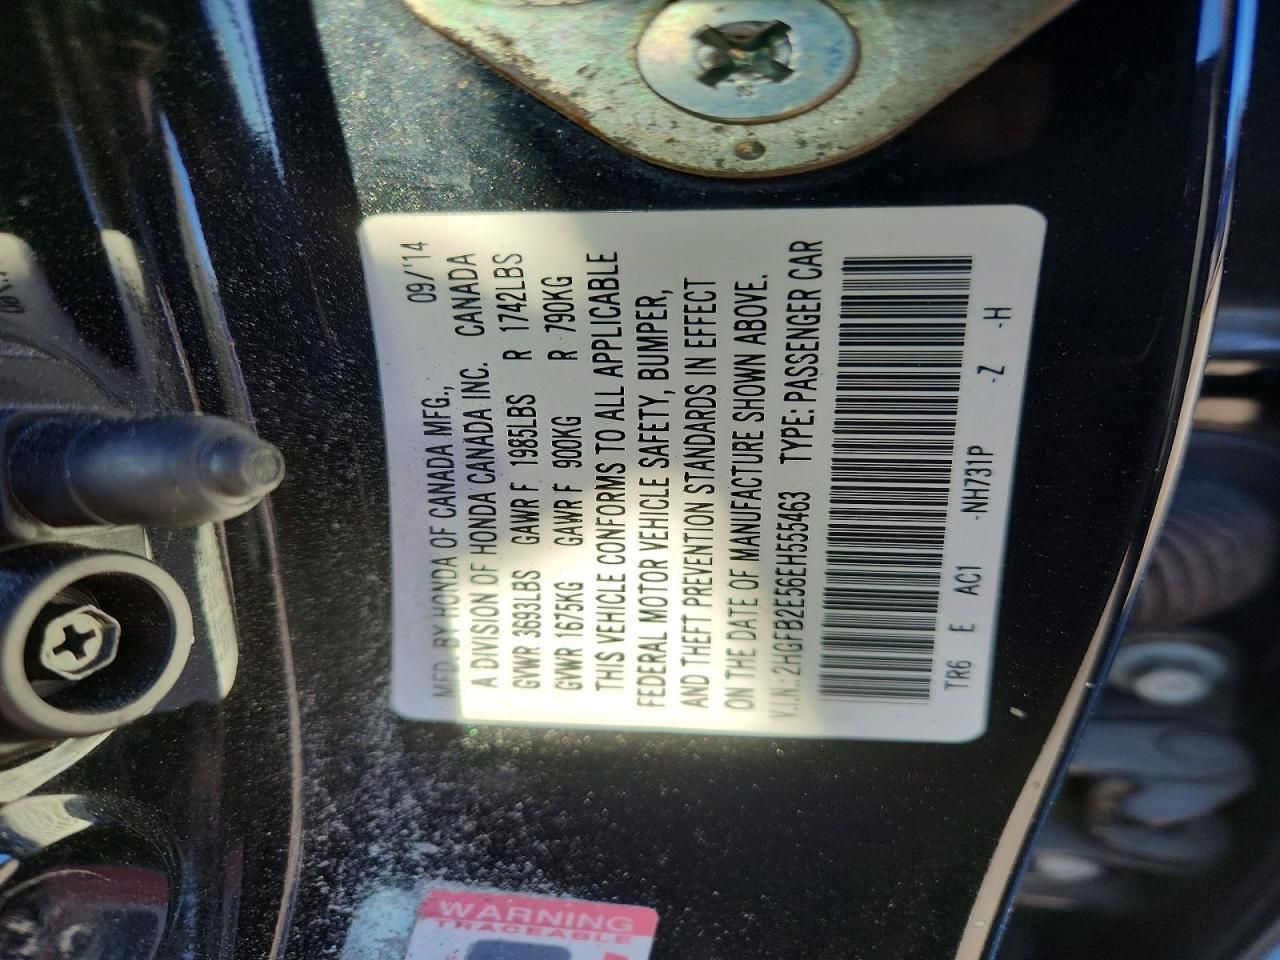 MFD. BY HONDA OF CANADA MFG., 09/'14
A DIVISION OF HONDA CANADA INC. CANADA
GVWR 3693LBS GAWR F 1985LBS R 1742LBS
GVWR 1675KG GAWR F 900KG R 790KG
THIS VEHICLE CONFORMS TO ALL APPLICABLE
FEDERAL MOTOR VEHICLE SAFETY, BUMPER,
AND THEFT PREVENTION STANDARDS IN EFFECT
ON THE DATE OF MANUFACTURE SHOWN ABOVE.
V.I.N.: 2HGFB2E56EH555463 TYPE: PASSENGER CAR
TR6 E AC1 -NH731P -Z -H
WARNING
TRACEABLE